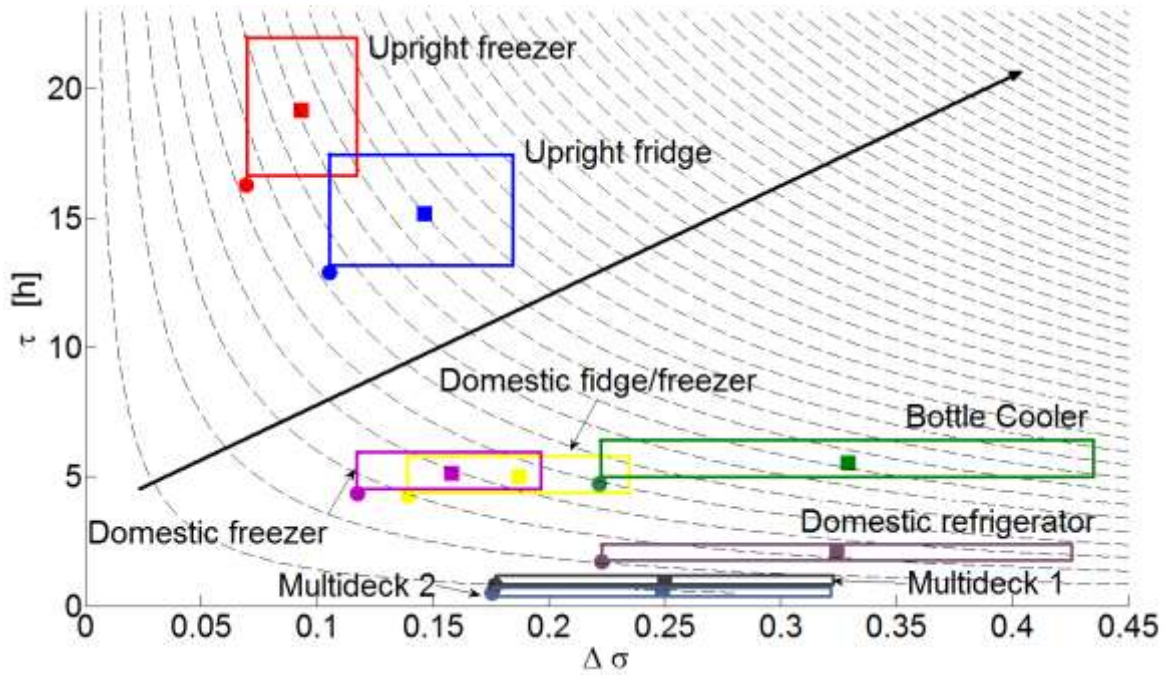 Upright freezer
20
Upright fridge
15
τ [h]
10
Domestic fidge/freezer
Bottle Cooler
5
Domestic freezer
Domestic refrigerator
Multideck 2
Multideck 1
0
0 0.05 0.1 0.15 0.2 0.25 0.3 0.35 0.4 0.45
Δ σ